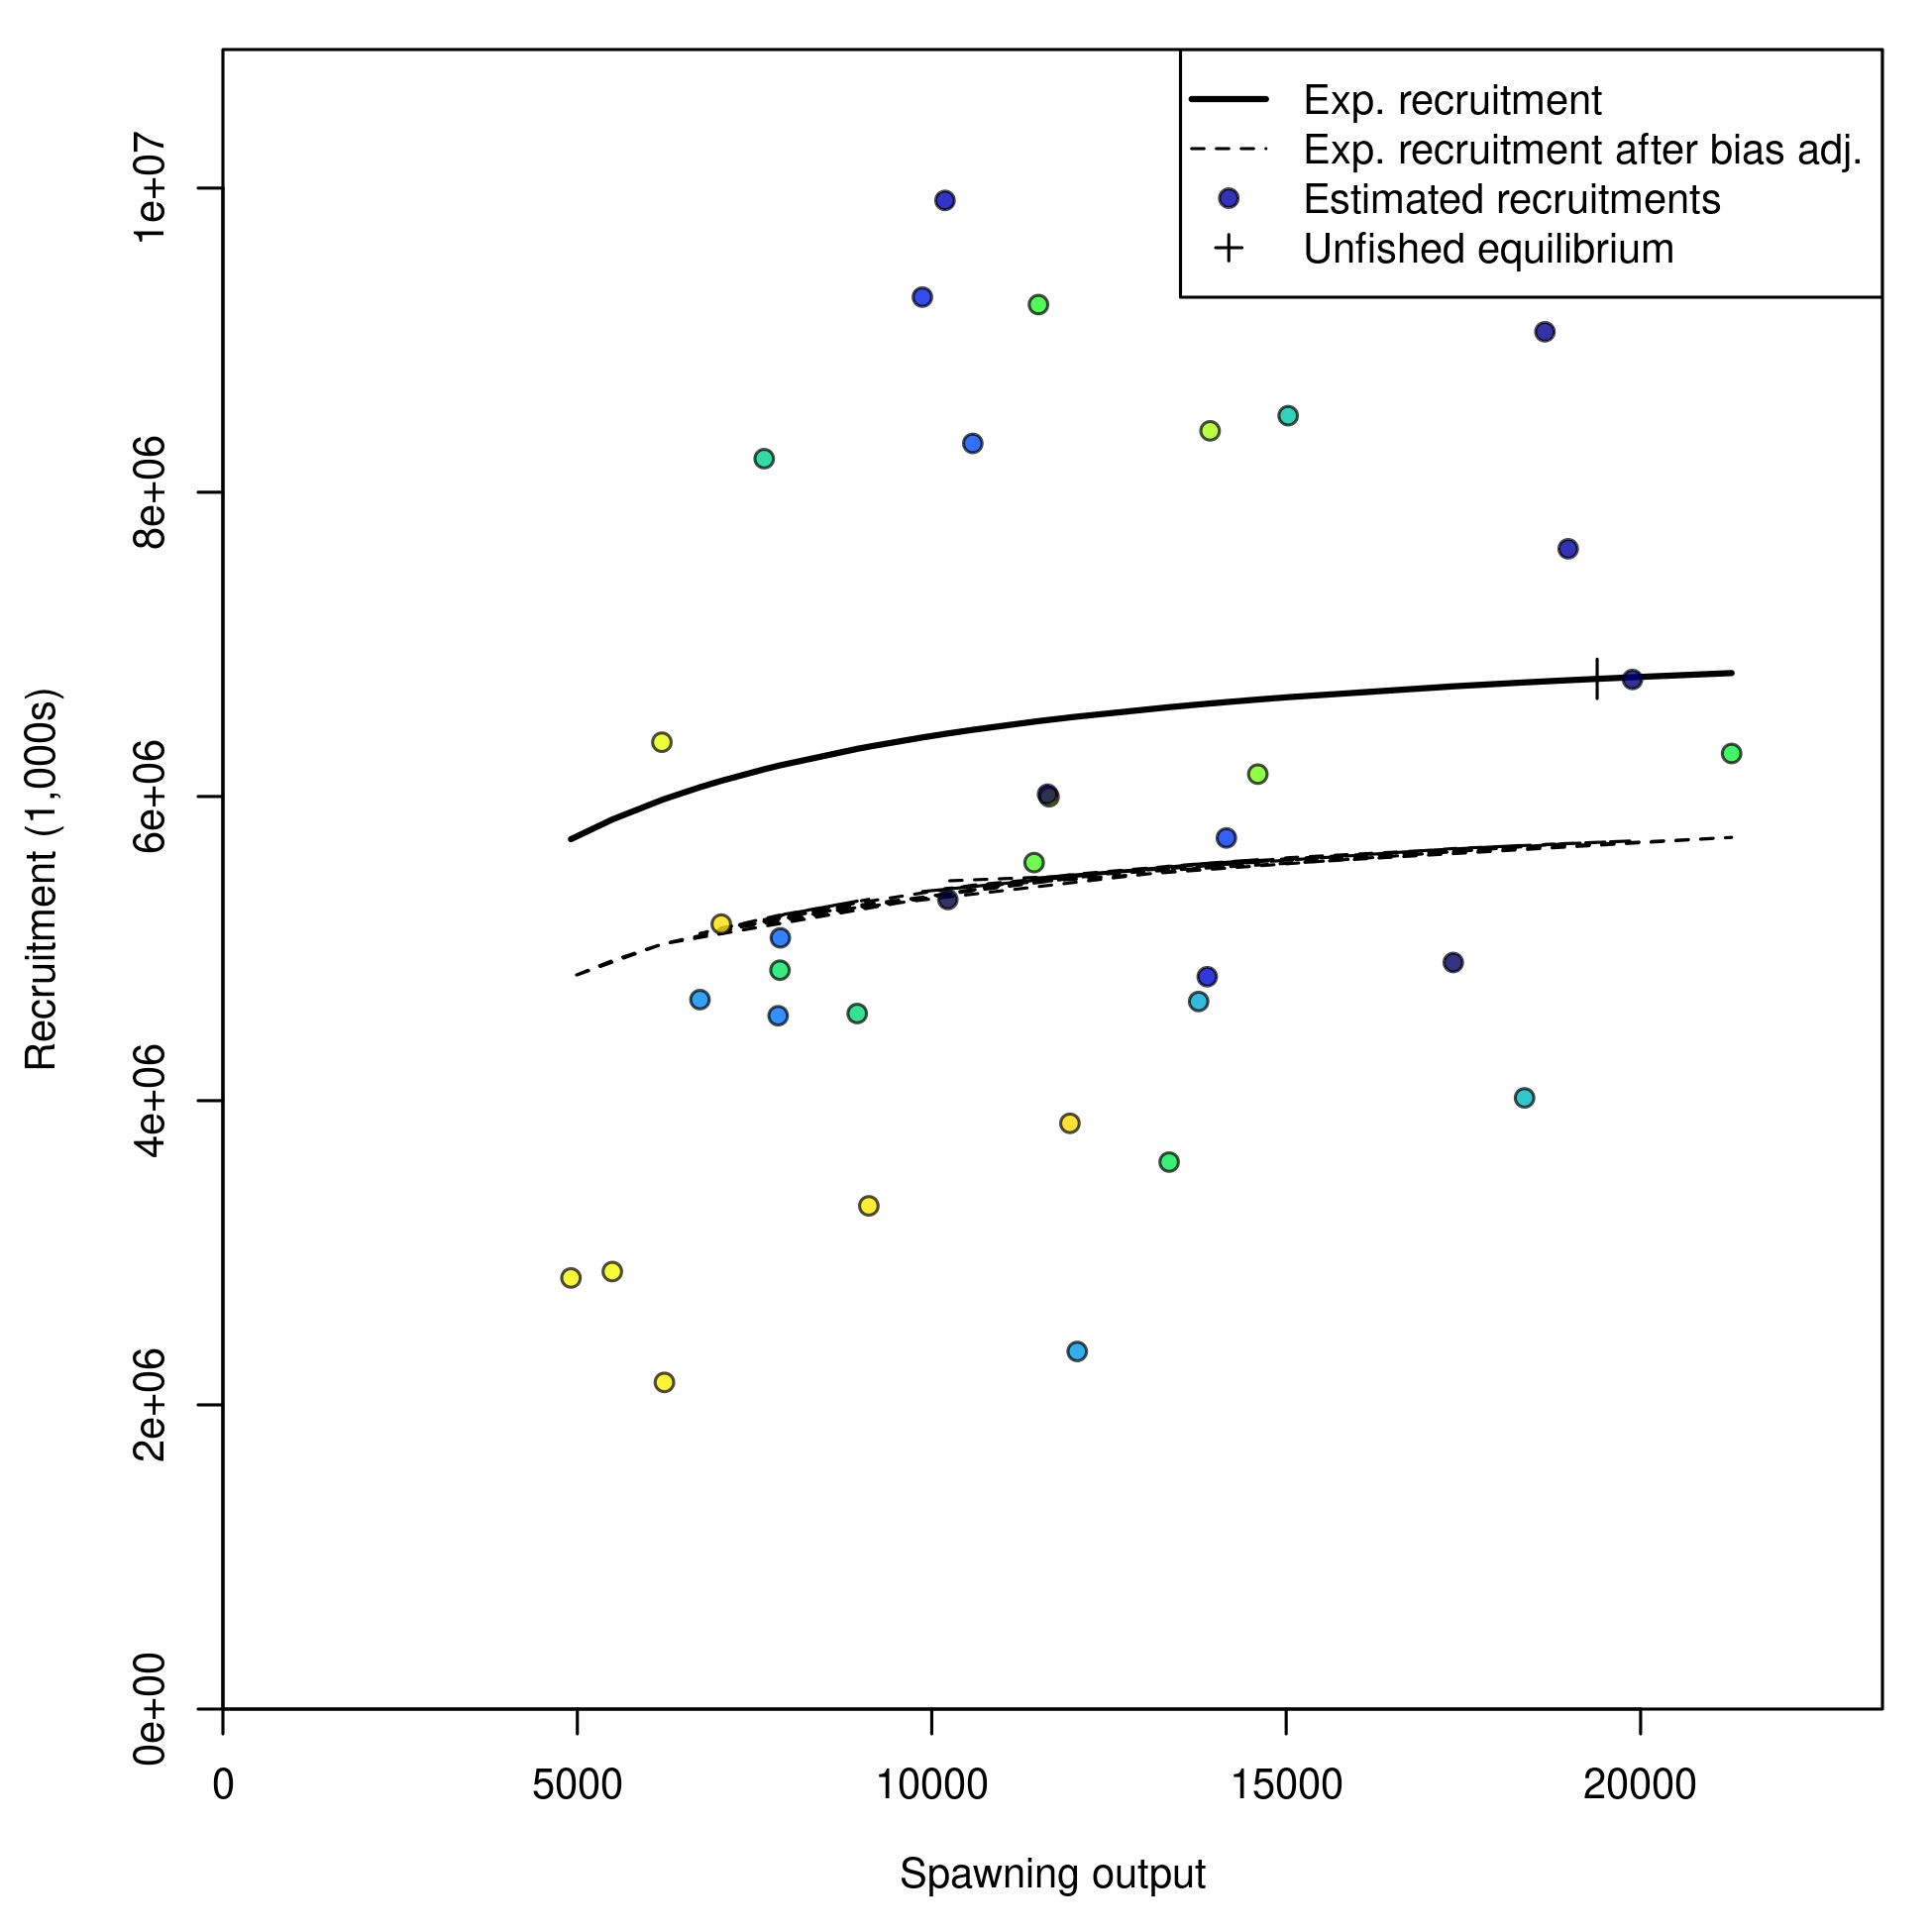 Exp. recruitment
Exp. recruitment after bias adj.
Estimated recruitments
Unfished equilibrium
Recruitment (1,000s)
1e+07
8e+06
6e+06
4e+06
2e+06
0e+00
0 5000 10000 15000 20000
Spawning output